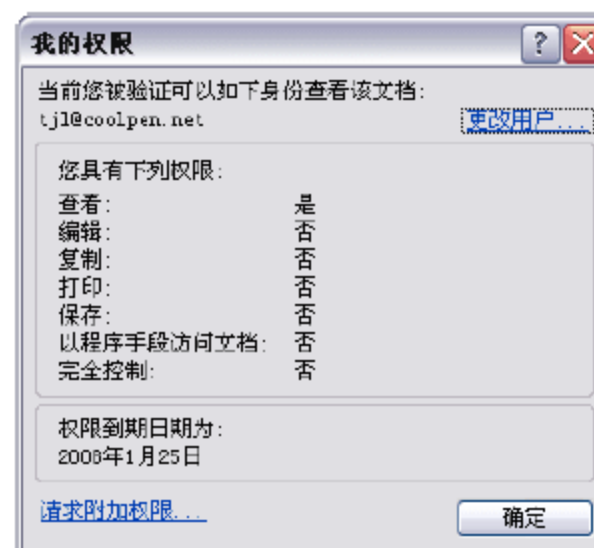 我的权限
当前您被验证可以如下身份查看该文档:
tjl@coolpen.net
更改用户...
您具有下列权限:
查看: 是
编辑: 否
复制: 否
打印: 否
保存: 否
以程序手段访问文档: 否
完全控制: 否
权限到期日期为:
2008年1月25日
请求附加权限...
确定